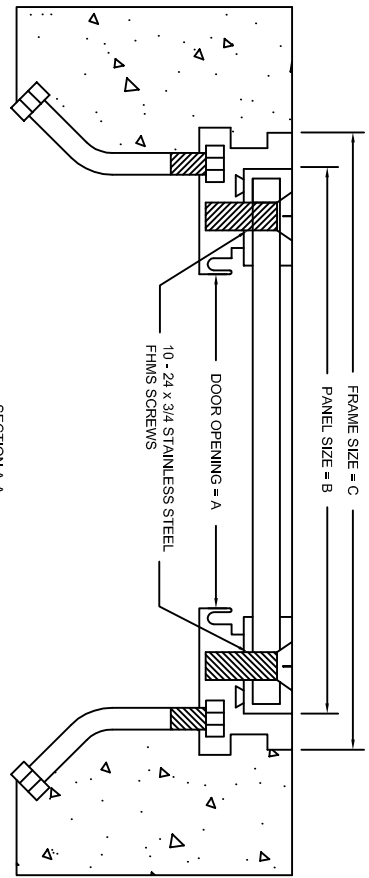 FRAME SIZE = C
PANEL SIZE = B
DOOR OPENING = A
10 - 24 x 3/4 STAINLESS STEEL
FHMS SCREWS